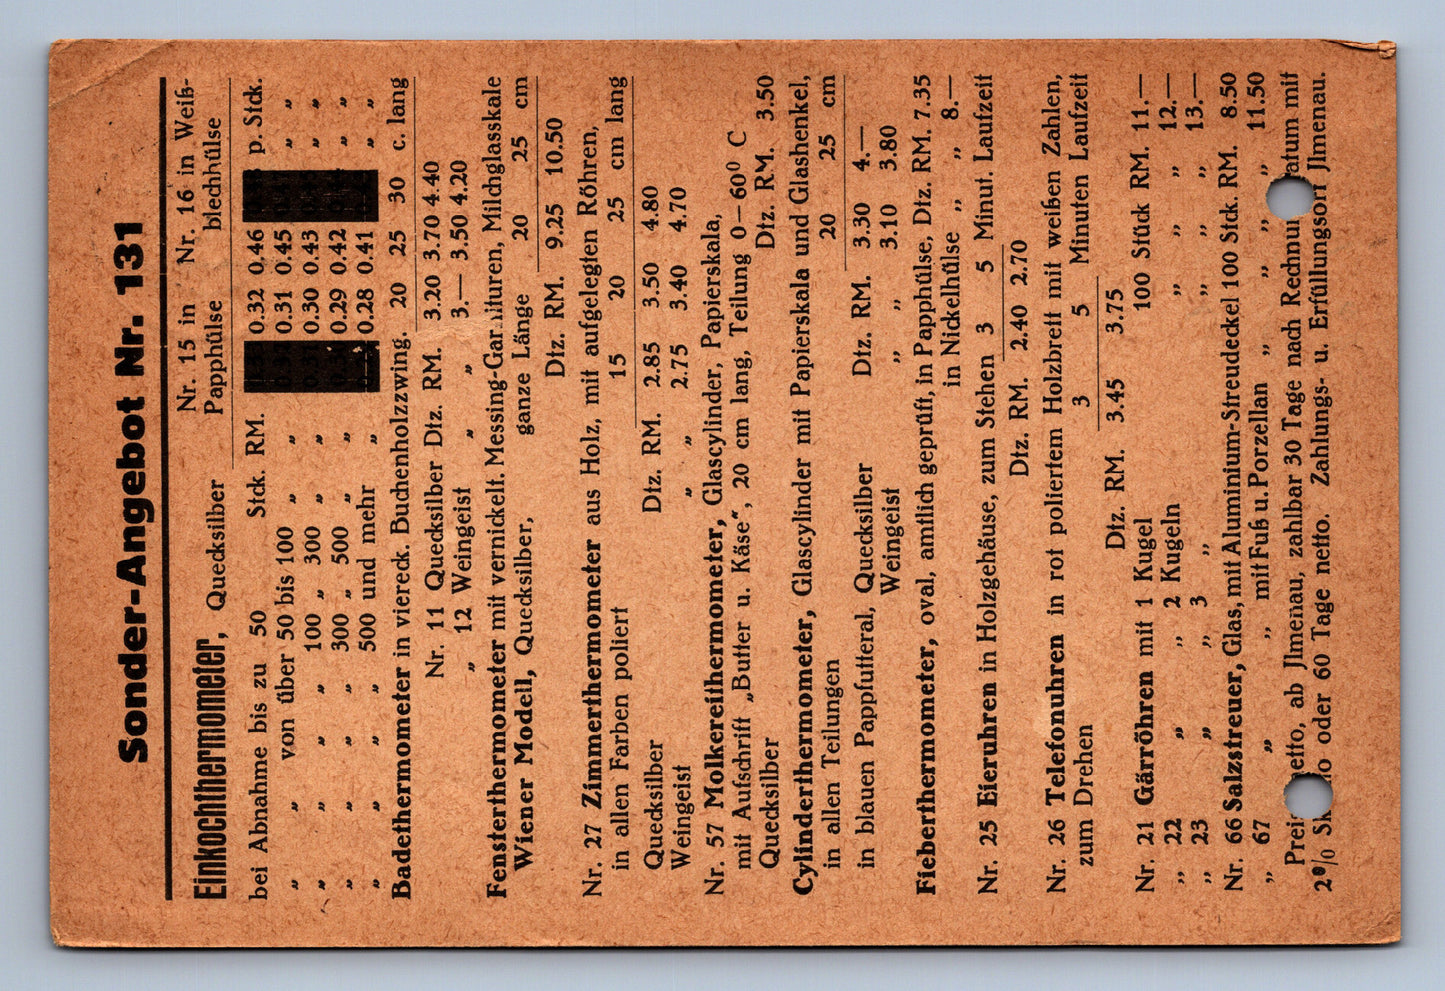 Sonder-Angebot Nr. 131
Nr. 15 in Nr. 16 in Weiß-
Einkochthermometer, Quecksilber Papphülse blechhülse
bei Abnahme bis zu 50 Stck. RM. 0.32 0.46 p. Stck.
„ „ von über 50 bis 100 „ „ 0.31 0.45 „ „
„ „ „ „ 100 „ 300 „ „ 0.30 0.43 „ „
„ „ „ „ 300 „ 500 „ „ 0.29 0.42 „ „
„ „ „ „ 500 und mehr „ 0.28 0.41 „ „
Badethermometer in viereck. Buchenholzzwing. 20 25 30 c. lang
Nr. 11 Quecksilber Dtz. RM. 3.20 3.70 4.40
„ 12 Weingeist „ „ 3.— 3.50 4.20
Fensterthermometer mit vernickelt. Messing-Garnituren, Milchglasskale
Wiener Modell, Quecksilber, ganze Länge 20 25 cm
Dtz. RM. 9.25 10.50
Nr. 27 Zimmerthermometer aus Holz, mit aufgelegten Röhren,
in allen Farben poliert 15 20 25 cm lang
Quecksilber Dtz. RM. 2.85 3.50 4.80
Weingeist „ „ 2.75 3.40 4.70
Nr. 57 Molkereithermometer, Glascylinder, Papierskala,
mit Aufschrift „Butter u. Käse“, 20 cm lang, Teilung 0–60⁰ C
Quecksilber Dtz. RM. 3.50
Cylinderthermometer, Glascylinder mit Papierskala und Glashenkel,
in allen Teilungen 20 25 cm
in blauen Pappfutteral, Quecksilber Dtz. RM. 3.30 4.—
Weingeist „ „ 3.10 3.80
Fieberthermometer, oval, amtlich geprüft, in Papphülse, Dtz. RM. 7.35
in Nickelhülse „ „ 8.—
Nr. 25 Eieruhren in Holzgehäuse, zum Stehen 3 5 Minut. Laufzeit
Dtz. RM. 2.40 2.70
Nr. 26 Telefonuhren in rot poliertem Holzbrett mit weißen Zahlen,
zum Drehen 3 5 Minuten Laufzeit
Dtz. RM. 3.45 3.75
Nr. 21 Gärröhren mit 1 Kugel 100 Stück RM. 11.—
„ 22 „ „ 2 Kugeln „ „ „ 12.—
„ 23 „ „ 3 „ „ „ „ 13.—
Nr. 66 Salzstreuer, Glas, mit Aluminium-Streudeckel 100 Stk. RM. 8.50
„ 67 „ „ mit Fuß u. Porzellan „ „ „ „ 11.50
netto, ab Jlmenau, zahlbar 30 Tage nach Rechnu atum mit
2% Sk o oder 60 Tage netto. Zahlungs- u. Erfüllungsort Jlmenau.